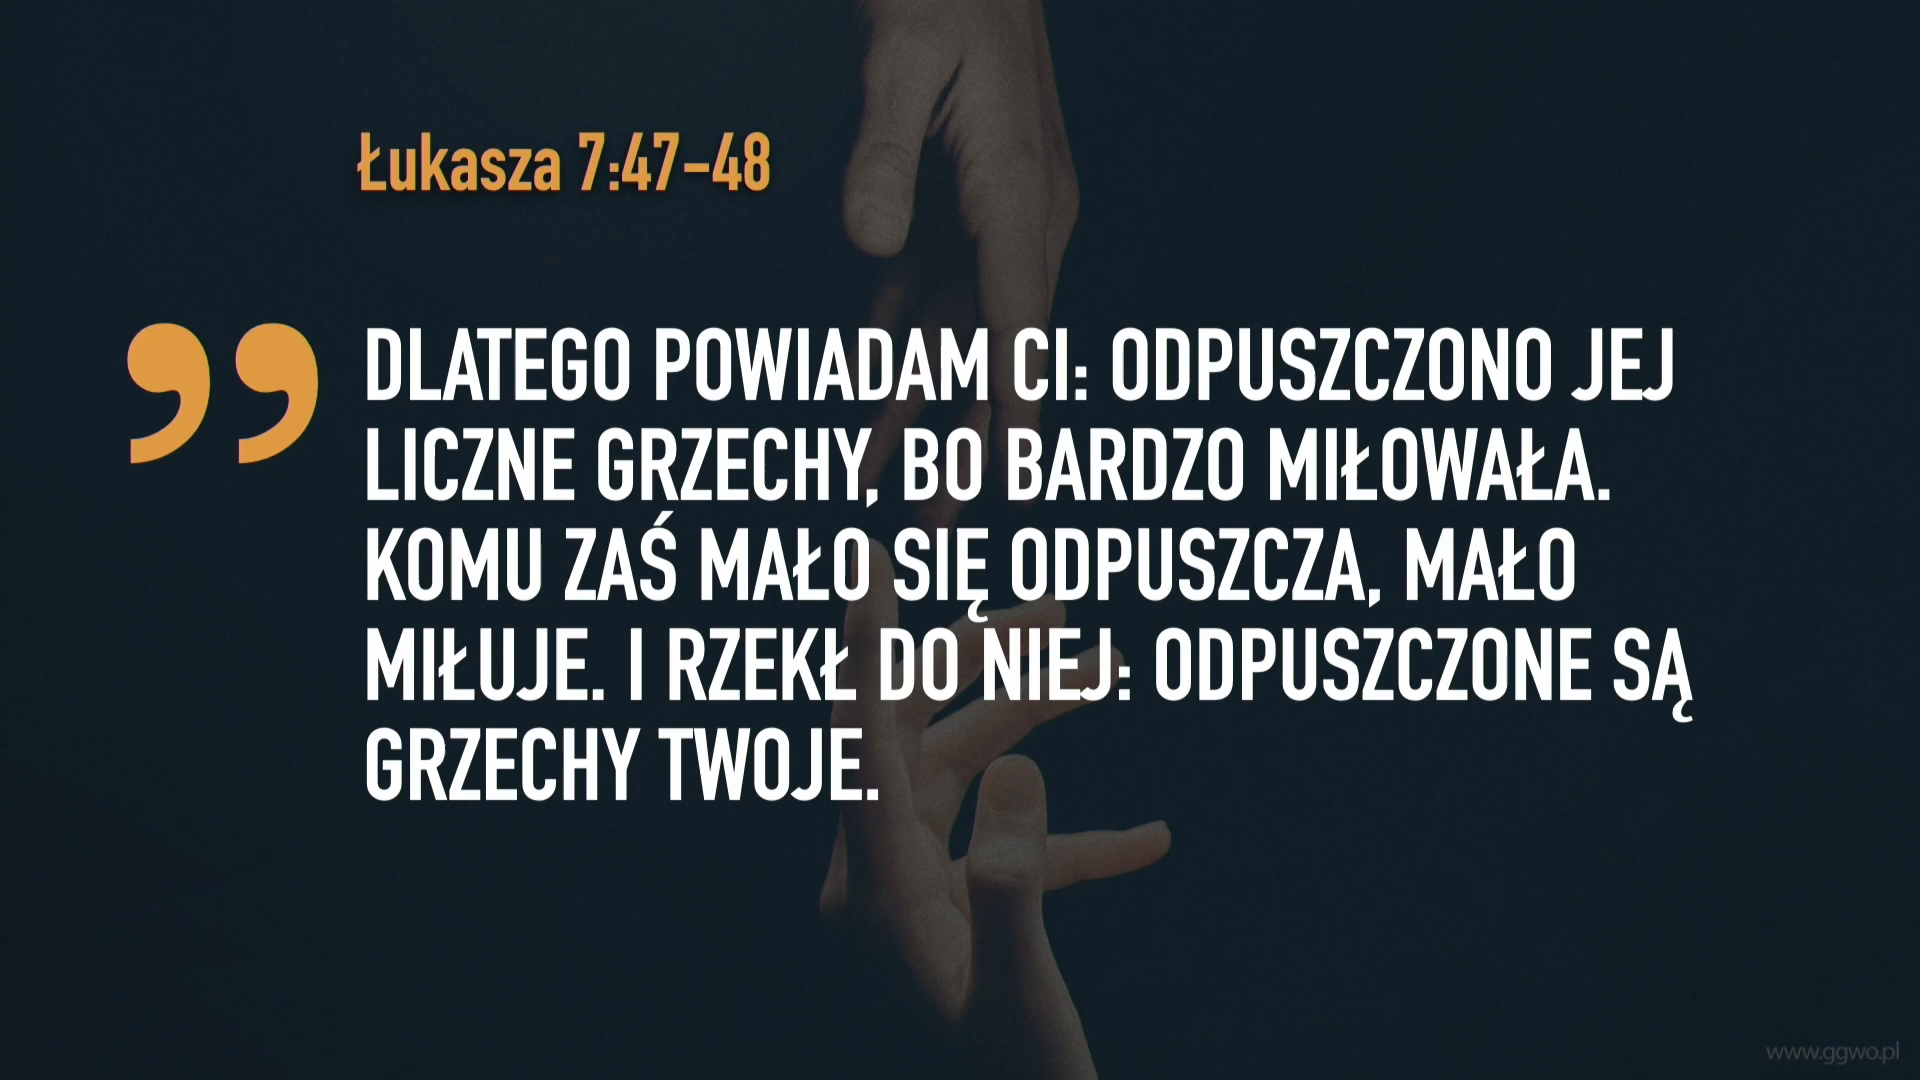 Łukasza 7:47-48
” DLATEGO POWIADAM CI: ODPUSZCZONO JEJ
LICZNE GRZECHY, BO BARDZO MIŁOWAŁA.
KOMU ZAŚ MAŁO SIĘ ODPUSZCZA, MAŁO
MIŁUJE. I RZEKŁ DO NIEJ: ODPUSZCZONE SĄ
GRZECHY TWOJE.
www.ggwo.pl